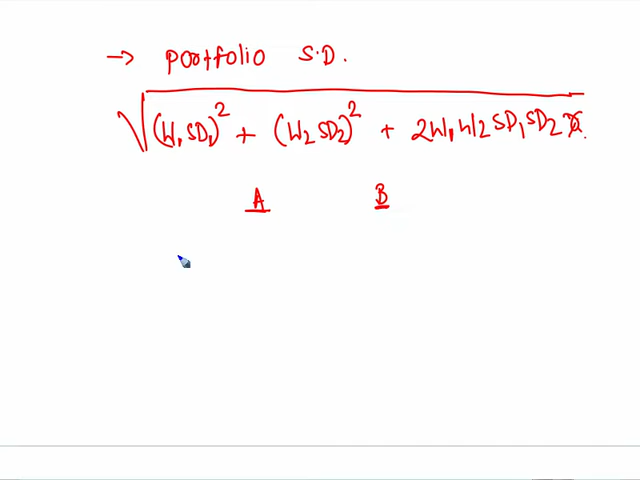 → portfolio S.D.
√(W₁SD₁)² + (W₂SD₂)² + 2W₁W₂SD₁SD₂
A B